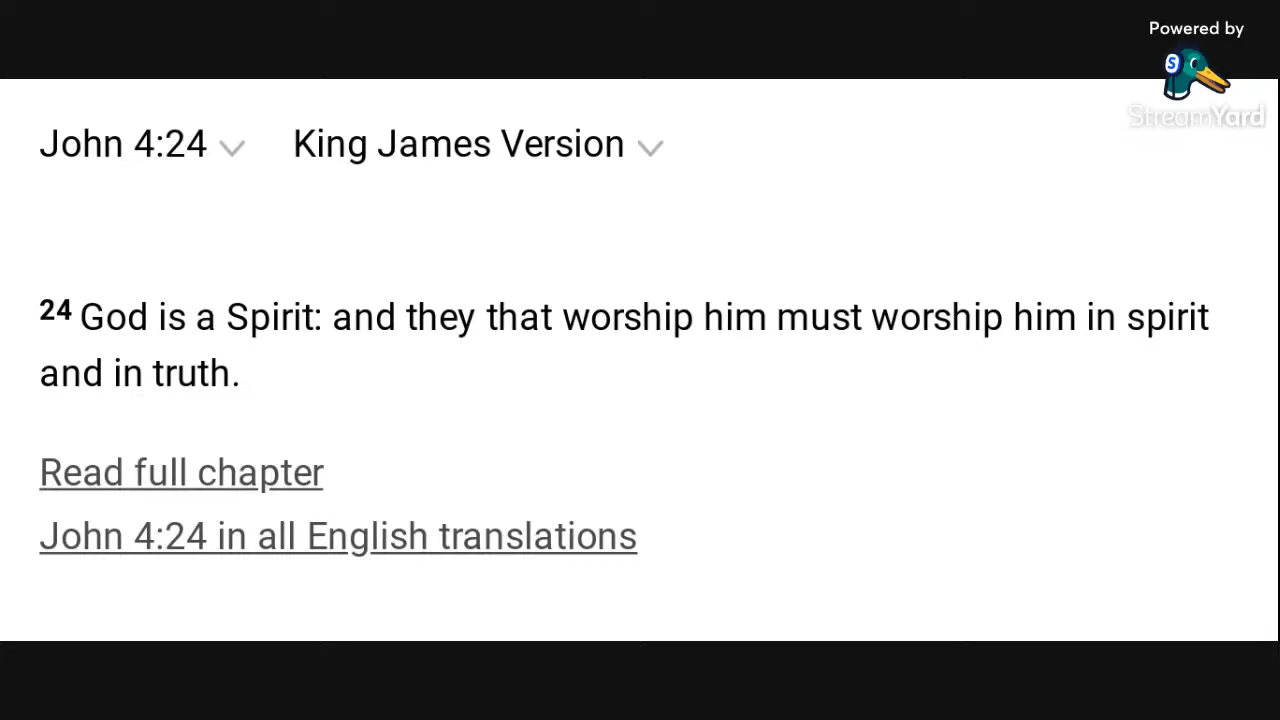 Powered by
S
StreamYard
John 4:24 King James Version
24 God is a Spirit: and they that worship him must worship him in spirit
and in truth.
Read full chapter
John 4:24 in all English translations